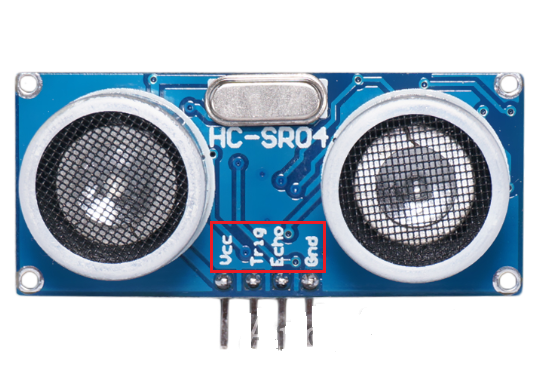 HC-SR04
Vcc
Trig
Echo
Gnd